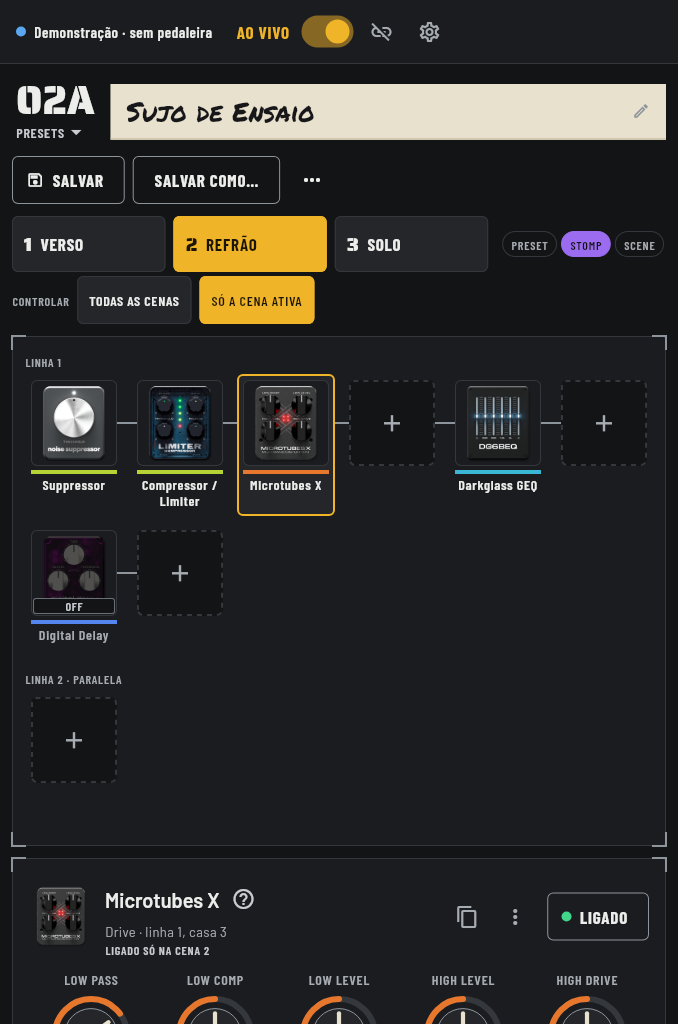 Demonstração · sem pedaleira AO VIVO
02A
Sujo de Ensaio
PRESETS
SALVAR SALVAR COMO... ...
1 VERSO 2 REFRÃO 3 SOLO PRESET STOMP SCENE
CONTROLAR TODAS AS CENAS SÓ A CENA ATIVA
LINHA 1
noise suppressor LIMITER MICROTUBES X DG6BEQ
Suppressor Compressor / Limiter Microtubes X Darkglass GEQ
OFF
Digital Delay
LINHA 2 · PARALELA
Microtubes X
Drive · linha 1, casa 3
LIGADO SÓ NA CENA 2
LIGADO
LOW PASS LOW COMP LOW LEVEL HIGH LEVEL HIGH DRIVE